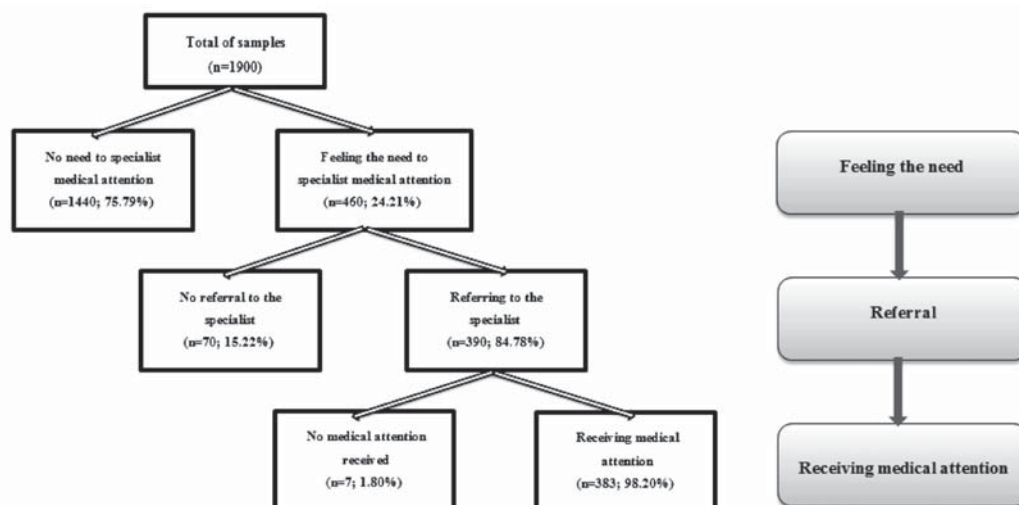 Total of samples
(n=1900)
No need to specialist
medical attention
(n=1440; 75.79%)
Feeling the need to
specialist medical attention
(n=460; 24.21%)
No referral to the
specialist
(n=70; 15.22%)
Referring to the
specialist
(n=390; 84.78%)
No medical attention
received
(n=7; 1.80%)
Receiving medical
attention
(n=383; 98.20%)
Feeling the need
Referral
Receiving medical attention